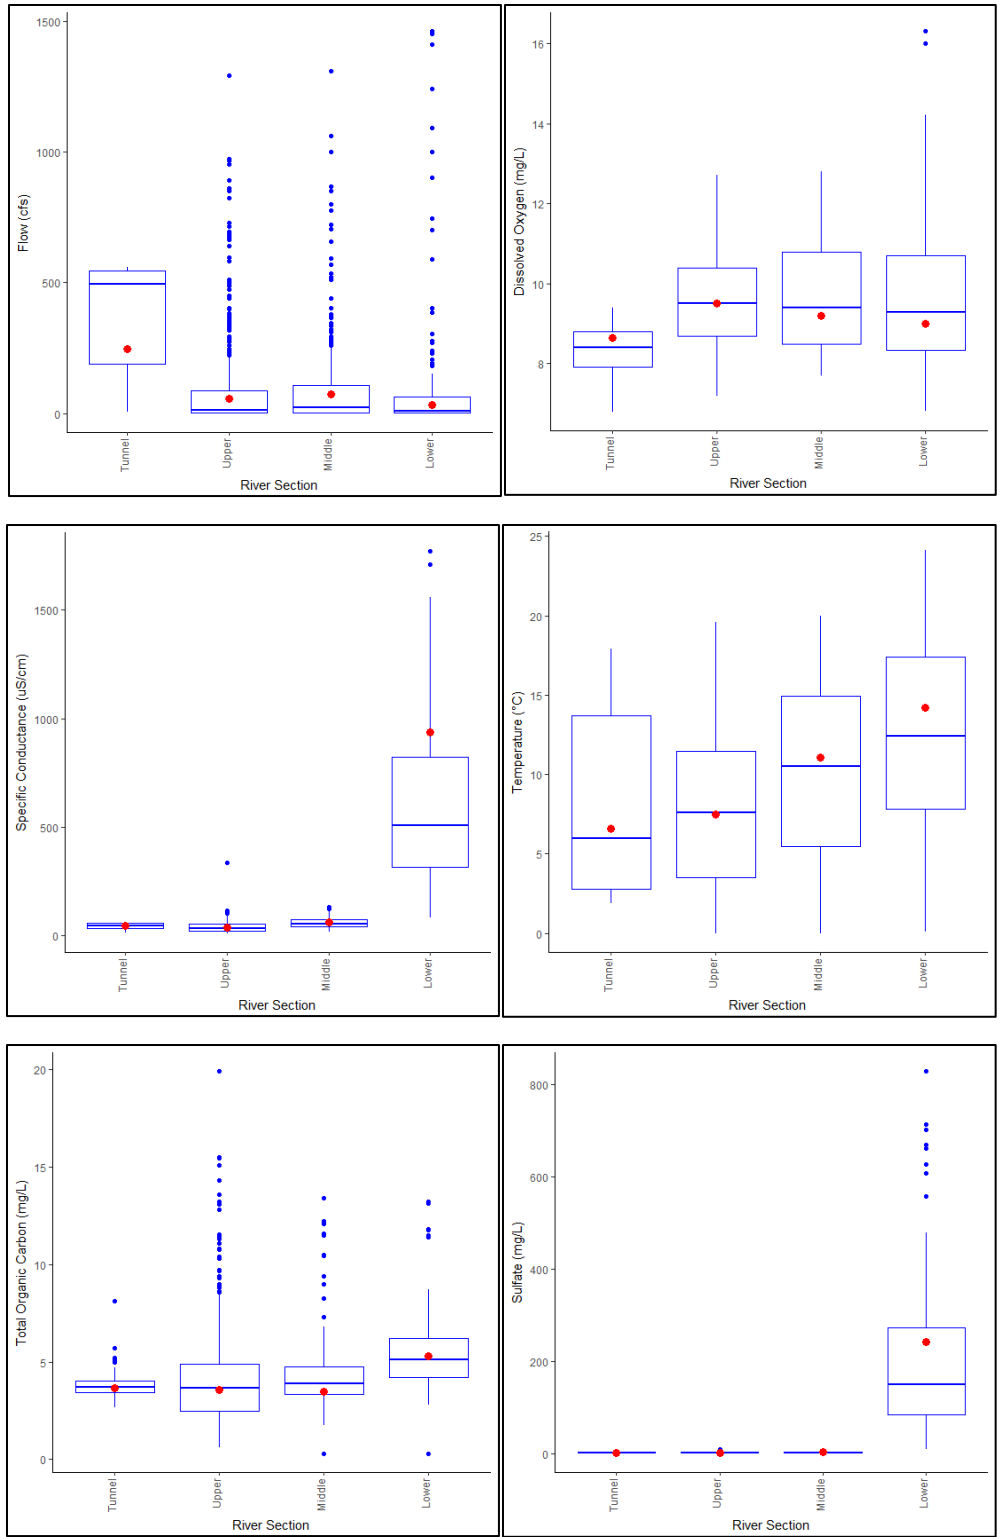 Flow (cfs)
1500
1000
500
0
Tunnel
Upper
Middle
Lower
River Section
Dissolved Oxygen (mg/L)
16
14
12
10
8
Tunnel
Upper
Middle
Lower
River Section
Specific Conductance (uS/cm)
1500
1000
500
0
Tunnel
Upper
Middle
Lower
River Section
Temperature (°C)
25
20
15
10
5
0
Tunnel
Upper
Middle
Lower
River Section
Total Organic Carbon (mg/L)
20
15
10
5
0
Tunnel
Upper
Middle
Lower
River Section
Sulfate (mg/L)
800
600
400
200
0
Tunnel
Upper
Middle
Lower
River Section